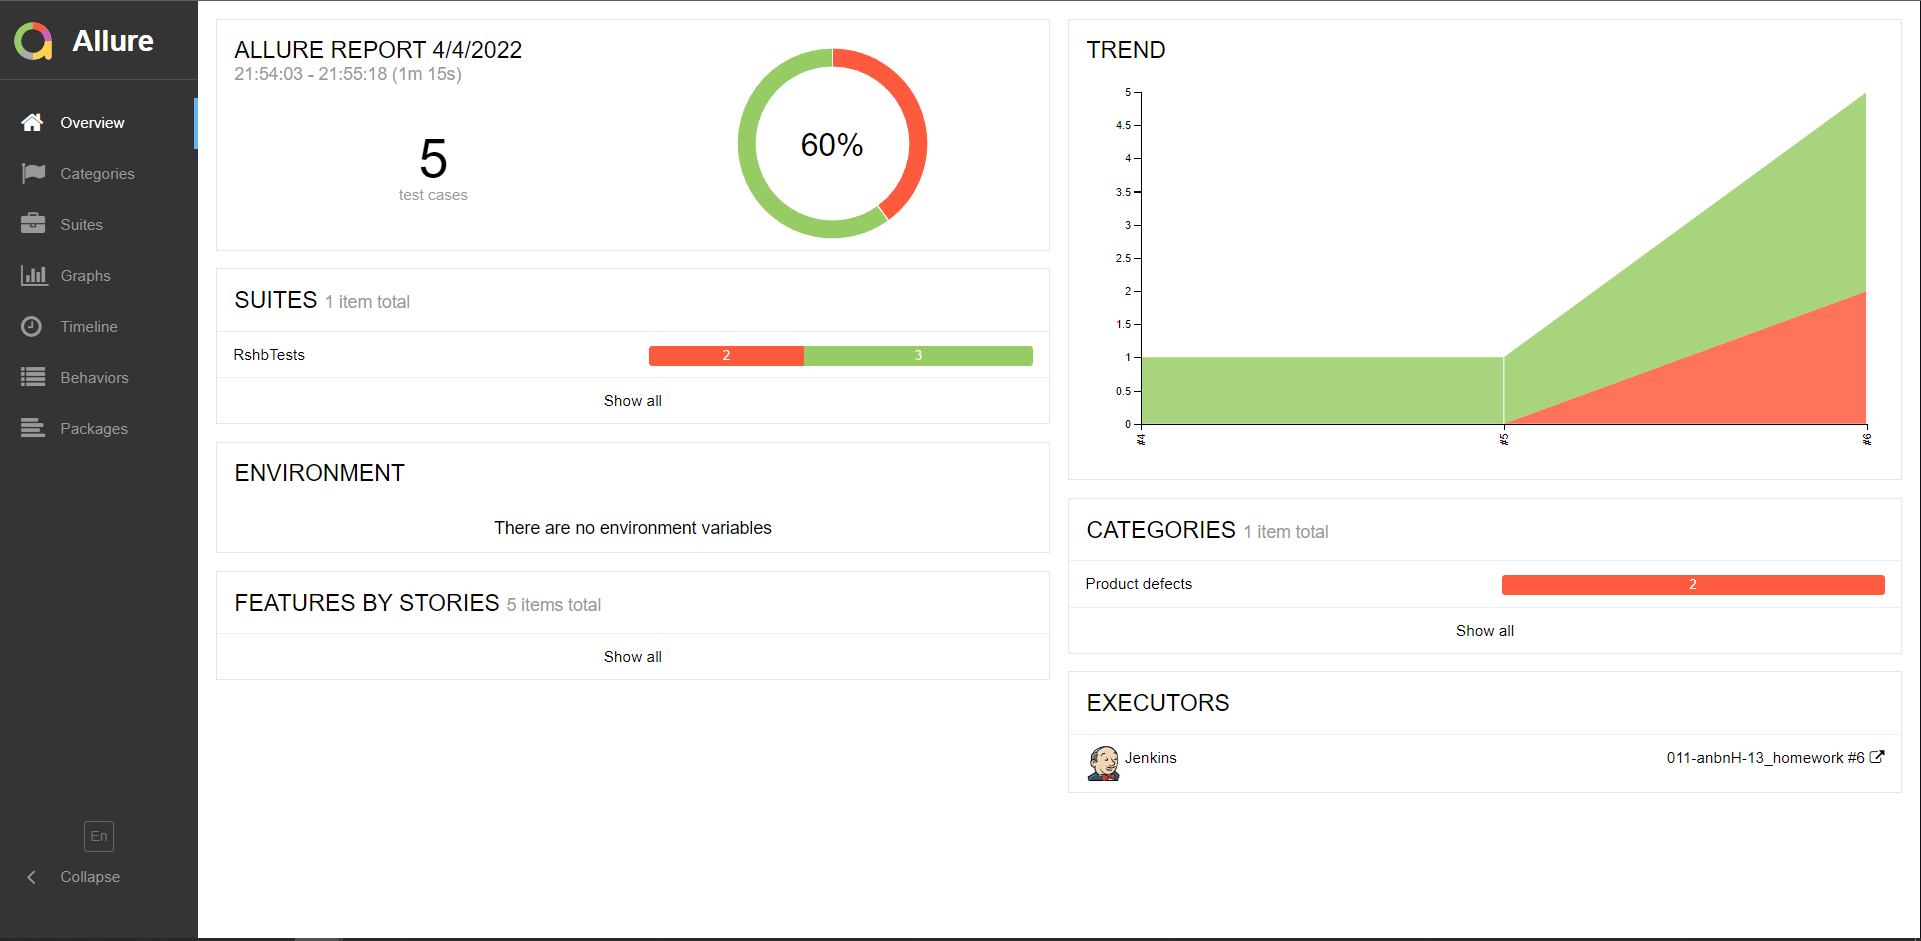 Allure
Overview
Categories
Suites
Graphs
Timeline
Behaviors
Packages
En
Collapse
ALLURE REPORT 4/4/2022
21:54:03 - 21:55:18 (1m 15s)
5
test cases
60%
SUITES 1 item total
RshbTests 2 3
Show all
ENVIRONMENT
There are no environment variables
FEATURES BY STORIES 5 items total
Show all
TREND
5
4.5
4
3.5
3
2.5
2
1.5
1
0.5
0
#4 #5 #6
CATEGORIES 1 item total
Product defects 2
Show all
EXECUTORS
Jenkins 011-anbnH-13_homework #6